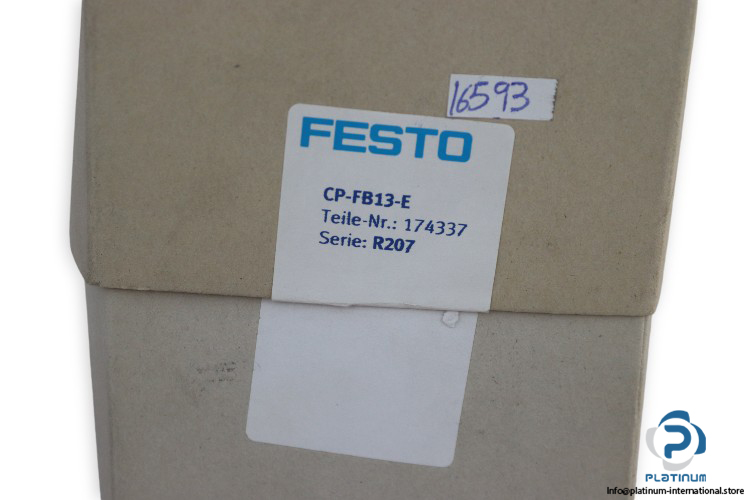 16593
FESTO
CP-FB13-E
Teile-Nr.: 174337
Serie: R207
PLATINUM
Info@platinum-international.store